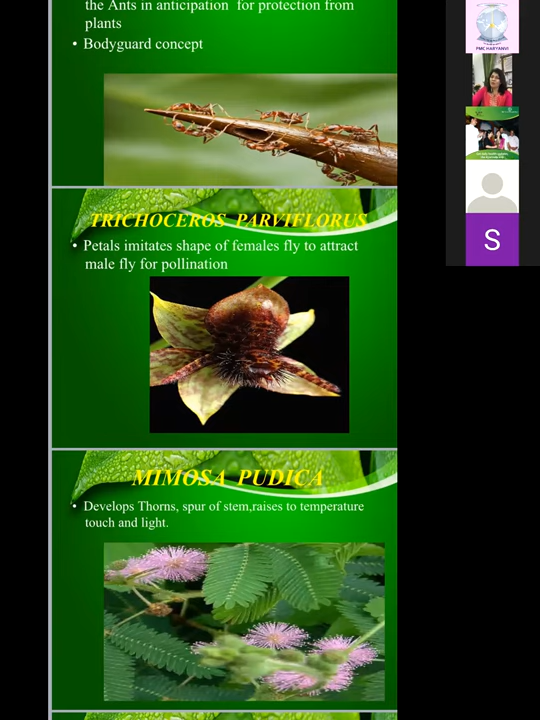 the Ants in anticipation for protection from
plants
• Bodyguard concept
TRICHOCEROS PARVIFLORUS
• Petals imitates shape of females fly to attract
male fly for pollination
MIMOSA PUDICA
• Develops Thorns, spur of stem,raises to temperature
touch and light.
PMC HARYANVI
S